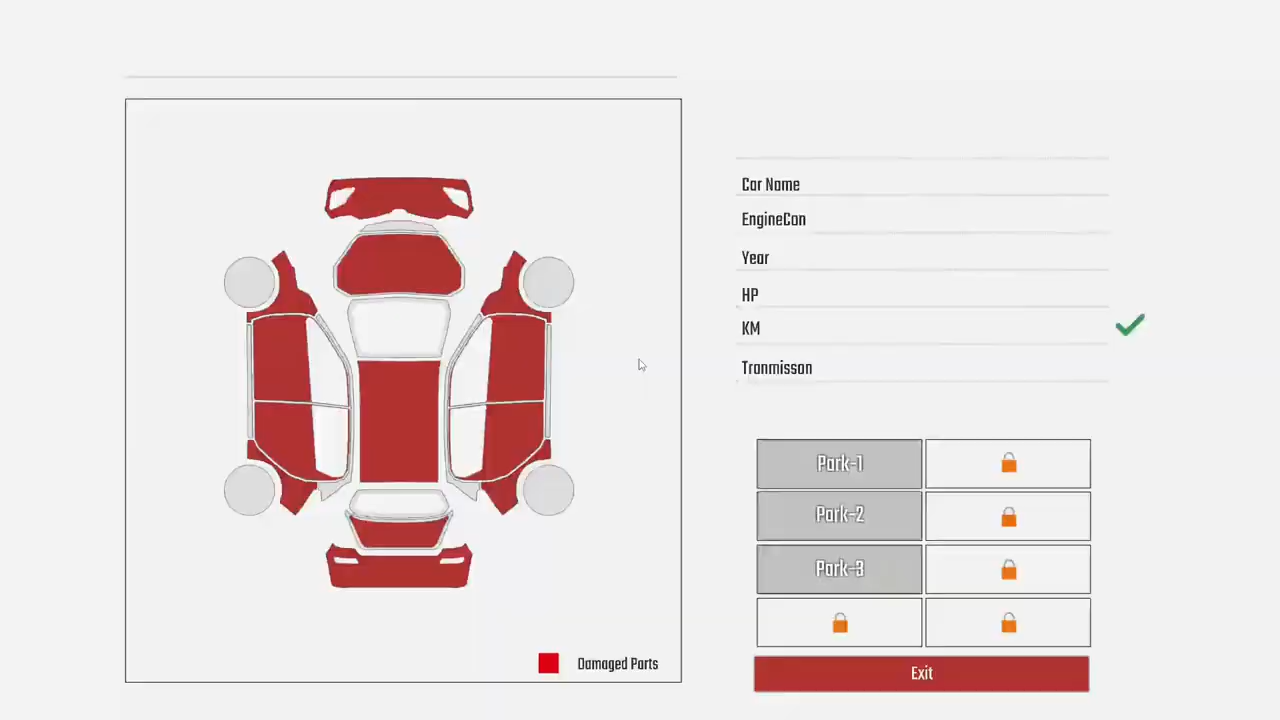 Car Name
EngineCon
Year
HP
KM
Tranmisson
Park-1
Park-2
Park-3
Damaged Parts
Exit